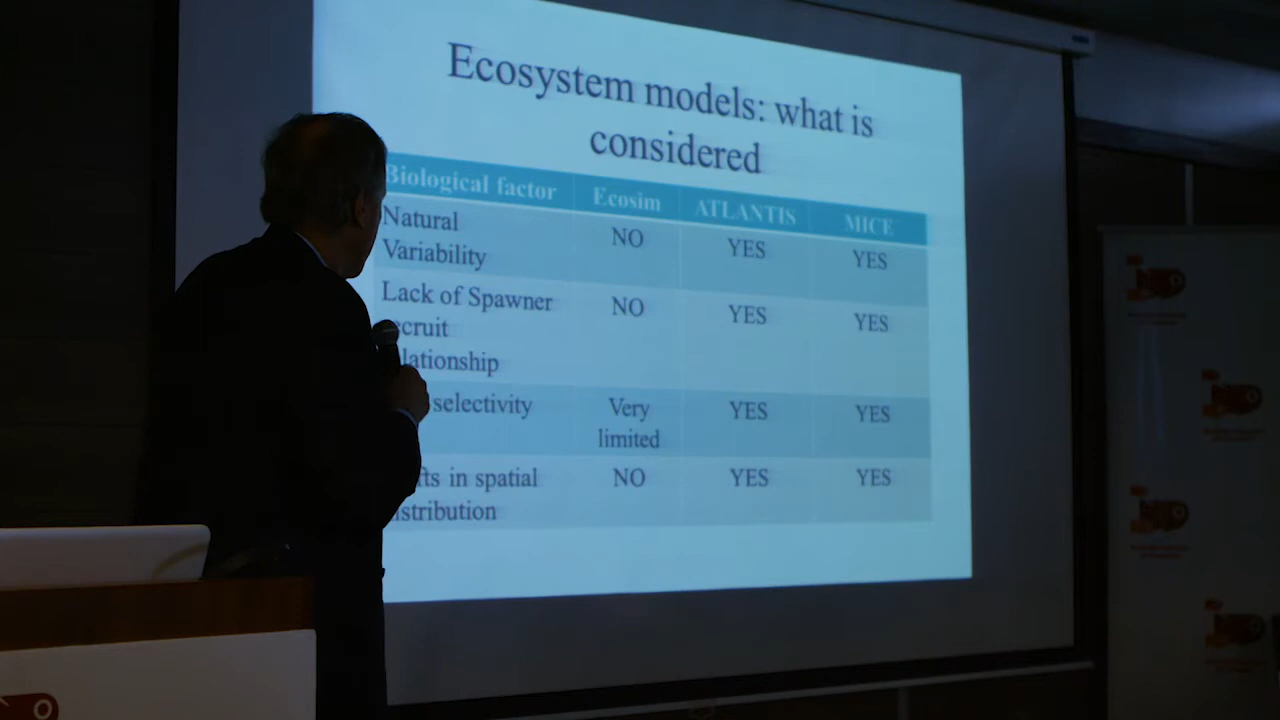 Ecosystem models: what is
considered
Biological factor Ecosim ATLANTIS MICE
Natural
Variability NO YES YES
Lack of Spawner NO YES YES
ecruit
lationship
selectivity Very YES YES
limited
fts in spatial NO YES YES
stribution